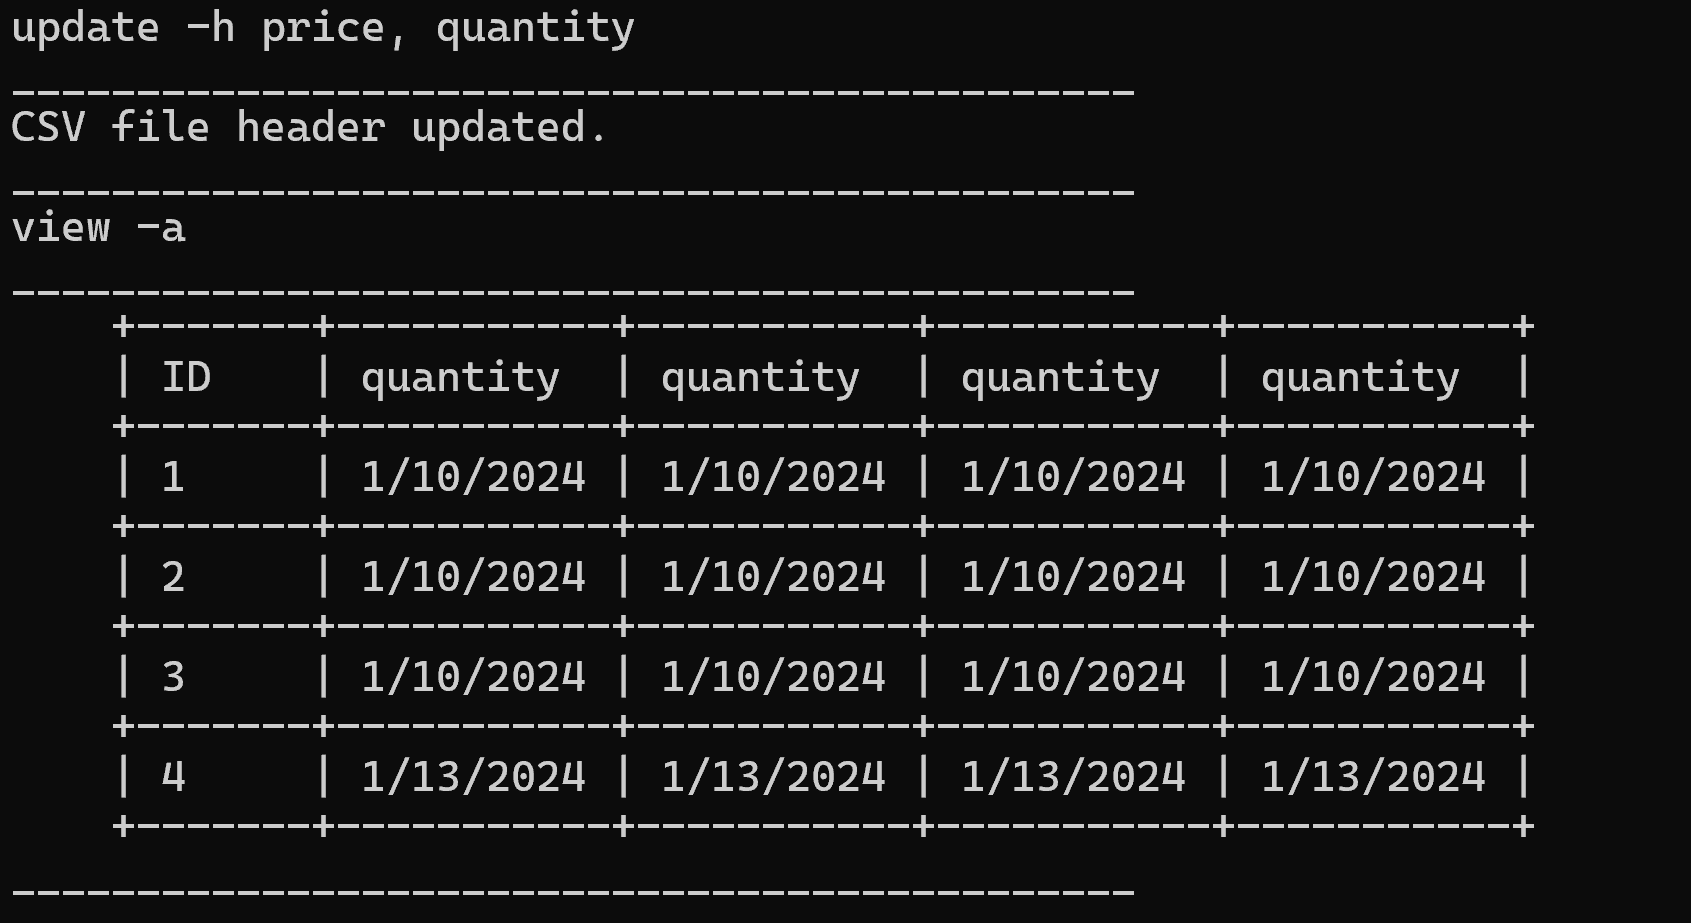 update -h price, quantity
---------------------------------------------
CSV file header updated.
---------------------------------------------
view -a
---------------------------------------------
+-------+-----------+-----------+-----------+-----------+
| ID    | quantity  | quantity  | quantity  | quantity  |
+-------+-----------+-----------+-----------+-----------+
| 1     | 1/10/2024 | 1/10/2024 | 1/10/2024 | 1/10/2024 |
+-------+-----------+-----------+-----------+-----------+
| 2     | 1/10/2024 | 1/10/2024 | 1/10/2024 | 1/10/2024 |
+-------+-----------+-----------+-----------+-----------+
| 3     | 1/10/2024 | 1/10/2024 | 1/10/2024 | 1/10/2024 |
+-------+-----------+-----------+-----------+-----------+
| 4     | 1/13/2024 | 1/13/2024 | 1/13/2024 | 1/13/2024 |
+-------+-----------+-----------+-----------+-----------+
---------------------------------------------